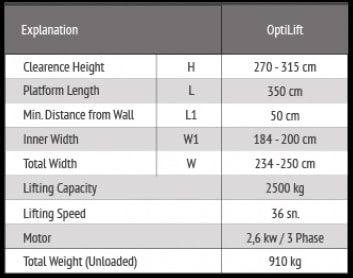 Explanation OptiLift
Clearence Height H 270 - 315 cm
Platform Length L 350 cm
Min. Distance from Wall L1 50 cm
Inner Width W1 184 - 200 cm
Total Width W 234 -250 cm
Lifting Capacity 2500 kg
Lifting Speed 36 sn.
Motor 2,6 kw / 3 Phase
Total Weight (Unloaded) 910 kg